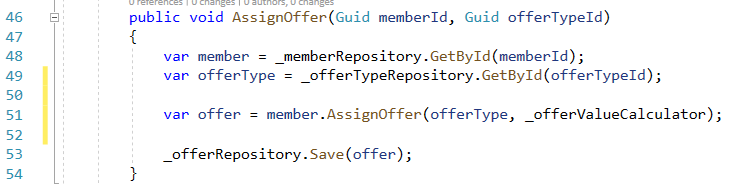 0 references | 0 changes | 0 authors, 0 changes
46 public void AssignOffer(Guid memberId, Guid offerTypeId)
47 {
48 var member = _memberRepository.GetById(memberId);
49 var offerType = _offerTypeRepository.GetById(offerTypeId);
50
51 var offer = member.AssignOffer(offerType, _offerValueCalculator);
52
53 _offerRepository.Save(offer);
54 }